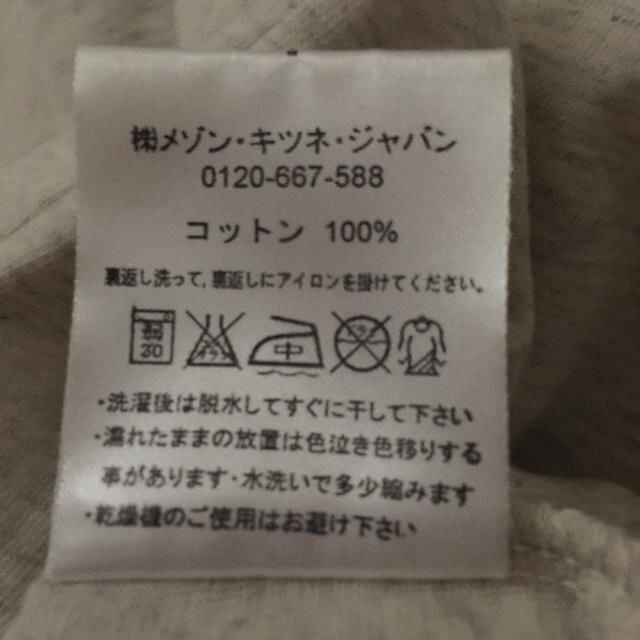 ㈱メゾン・キツネ・ジャパン
0120-667-588
コットン 100%
裏返し洗って,裏返しにアイロンを掛けてください。
30 中
・洗濯後は脱水してすぐに干して下さい
・濡れたままの放置は色泣き色移りする
事があります・水洗いで多少縮みます
・乾燥機のご使用はお避け下さい